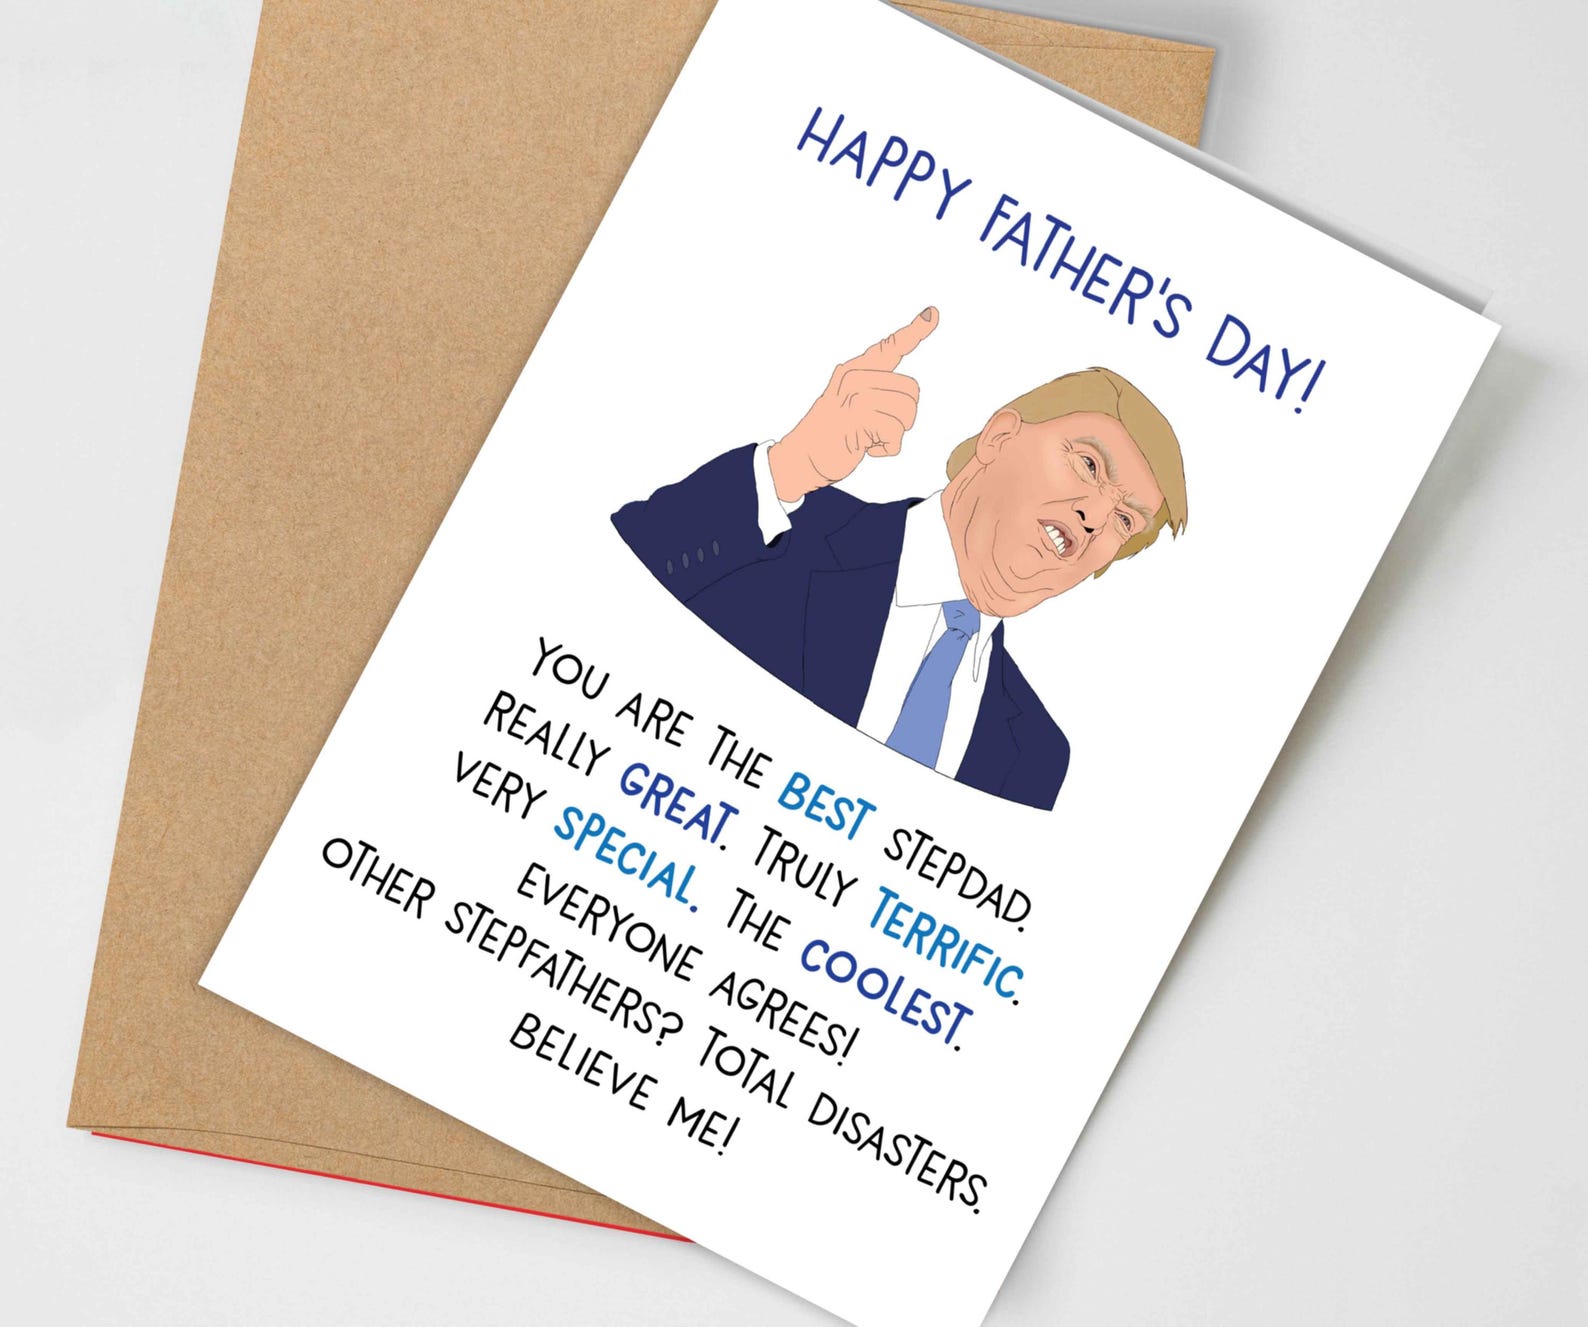 HAPPY FATHER'S DAY!
YOU ARE THE BEST STEPDAD.
REALLY GREAT. TRULY TERRIFIC.
VERY SPECIAL. THE COOLEST.
EVERYONE AGREES!
OTHER STEPFATHERS? TOTAL DISASTERS.
BELIEVE ME!